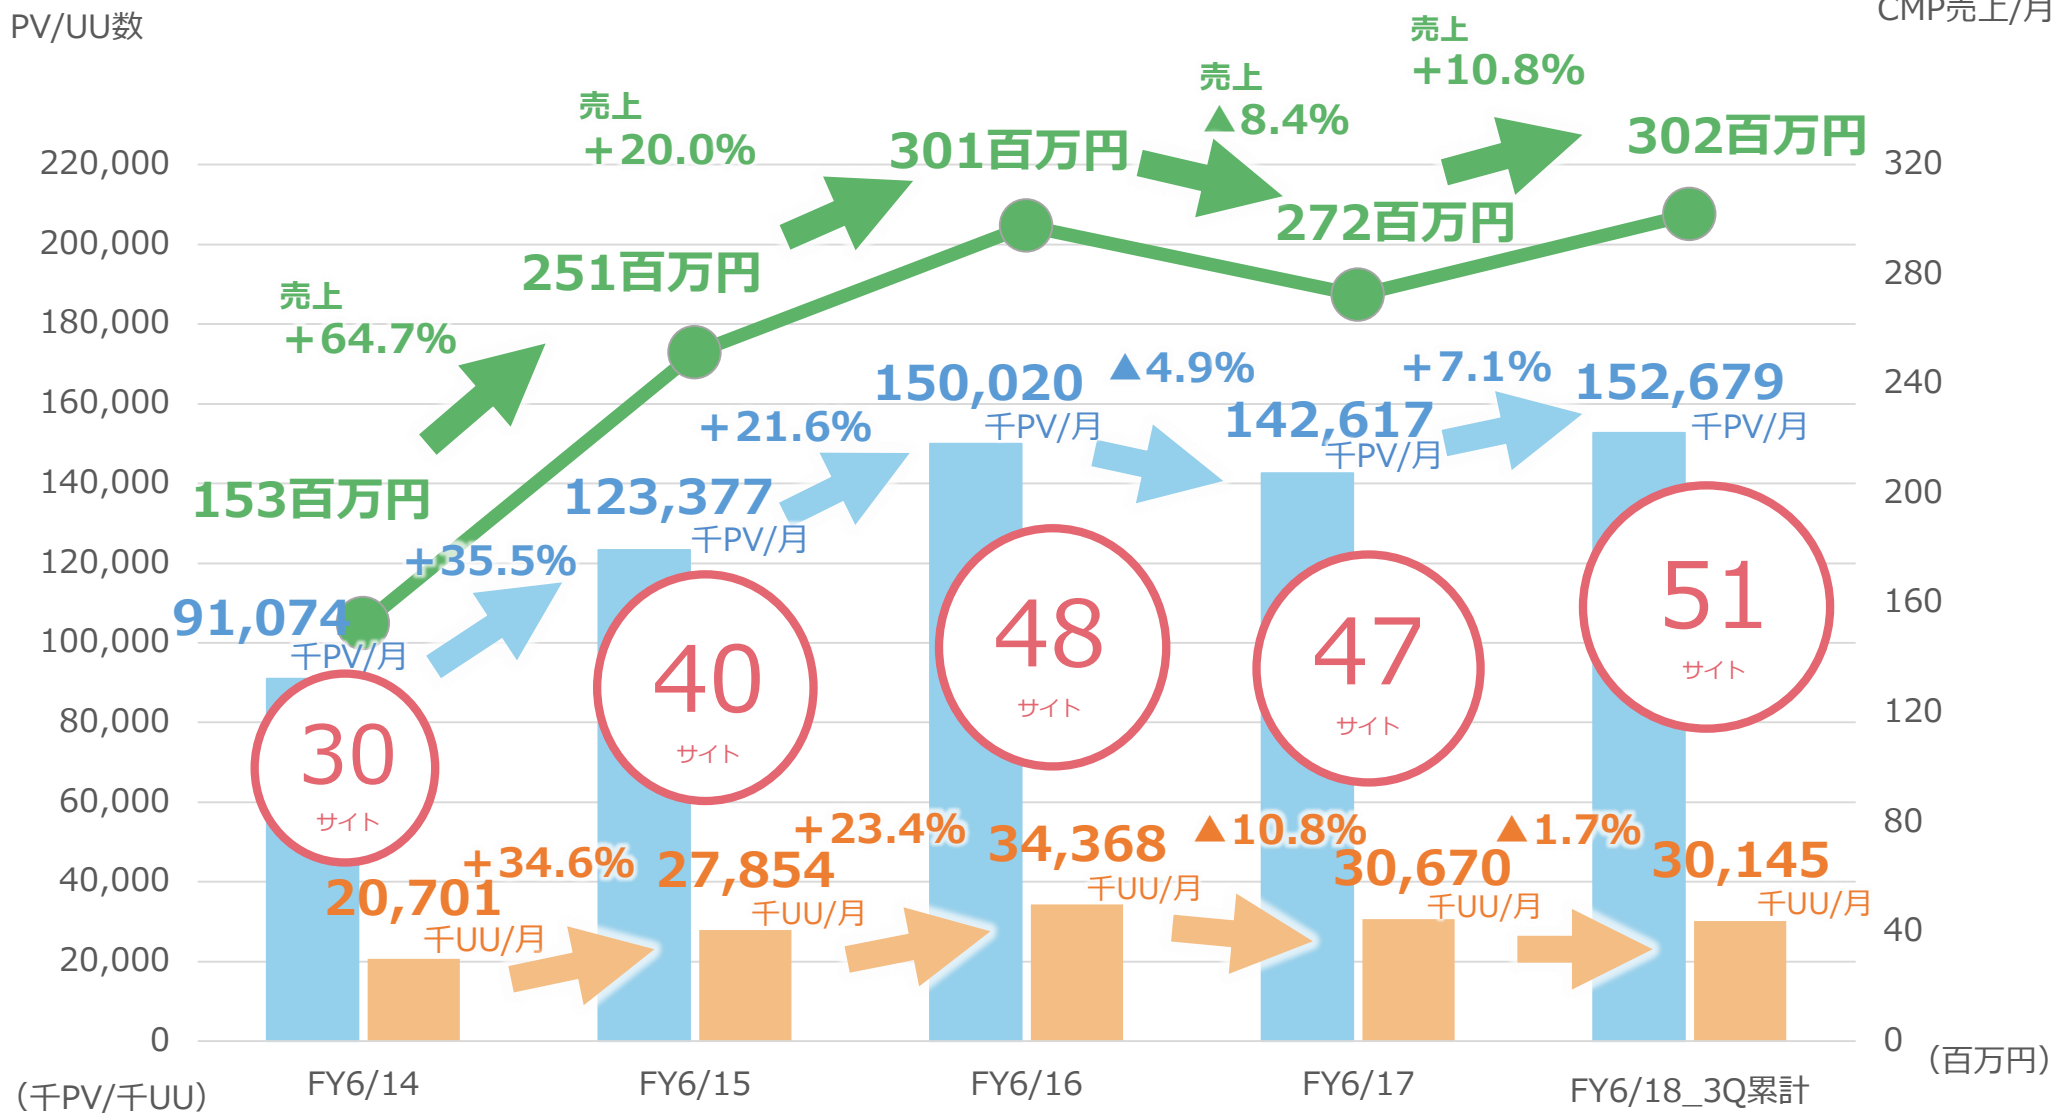 PV/UU数
CMP売上/月
売上
+10.8%
売上
▲8.4%
売上
+20.0%
売上
+64.7%
153百万円
251百万円
301百万円
272百万円
302百万円
220,000
200,000
180,000
160,000
140,000
120,000
100,000
80,000
60,000
40,000
20,000
0
320
280
240
200
160
120
80
40
0
91,074
千PV/月
+35.5%
123,377
千PV/月
+21.6%
150,020
千PV/月
▲4.9%
142,617
千PV/月
+7.1%
152,679
千PV/月
30
サイト
40
サイト
48
サイト
47
サイト
51
サイト
20,701
千UU/月
+34.6%
27,854
千UU/月
+23.4%
34,368
千UU/月
▲10.8%
30,670
千UU/月
▲1.7%
30,145
千UU/月
(千PV/千UU)
FY6/14
FY6/15
FY6/16
FY6/17
FY6/18_3Q累計
(百万円)